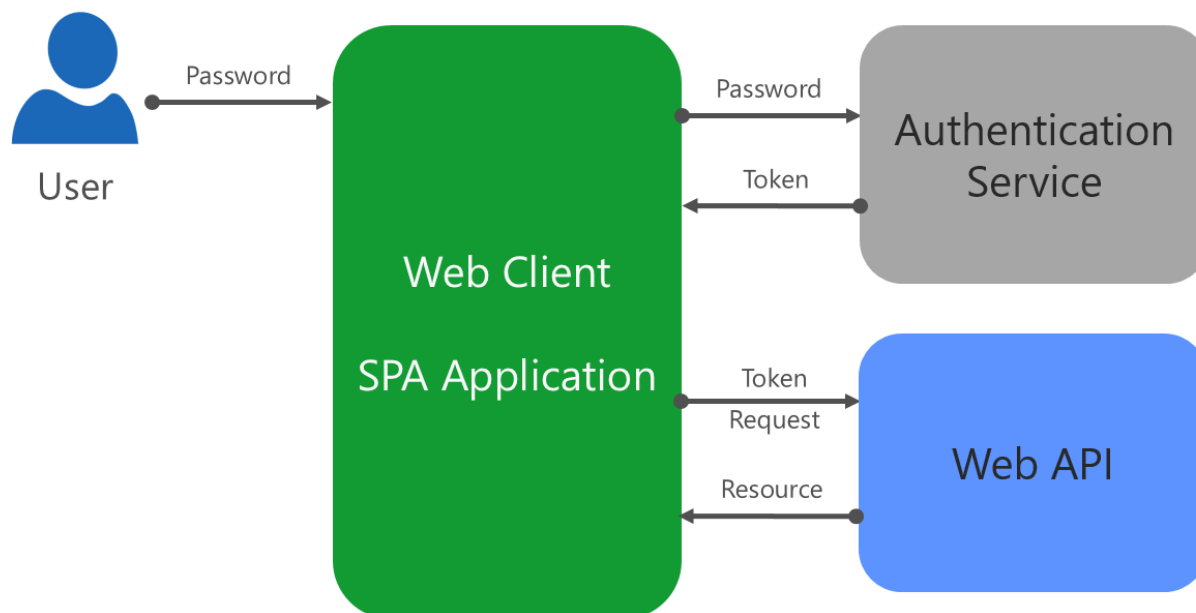 Password
User
Web Client
SPA Application
Password
Token
Authentication
Service
Token
Request
Resource
Web API